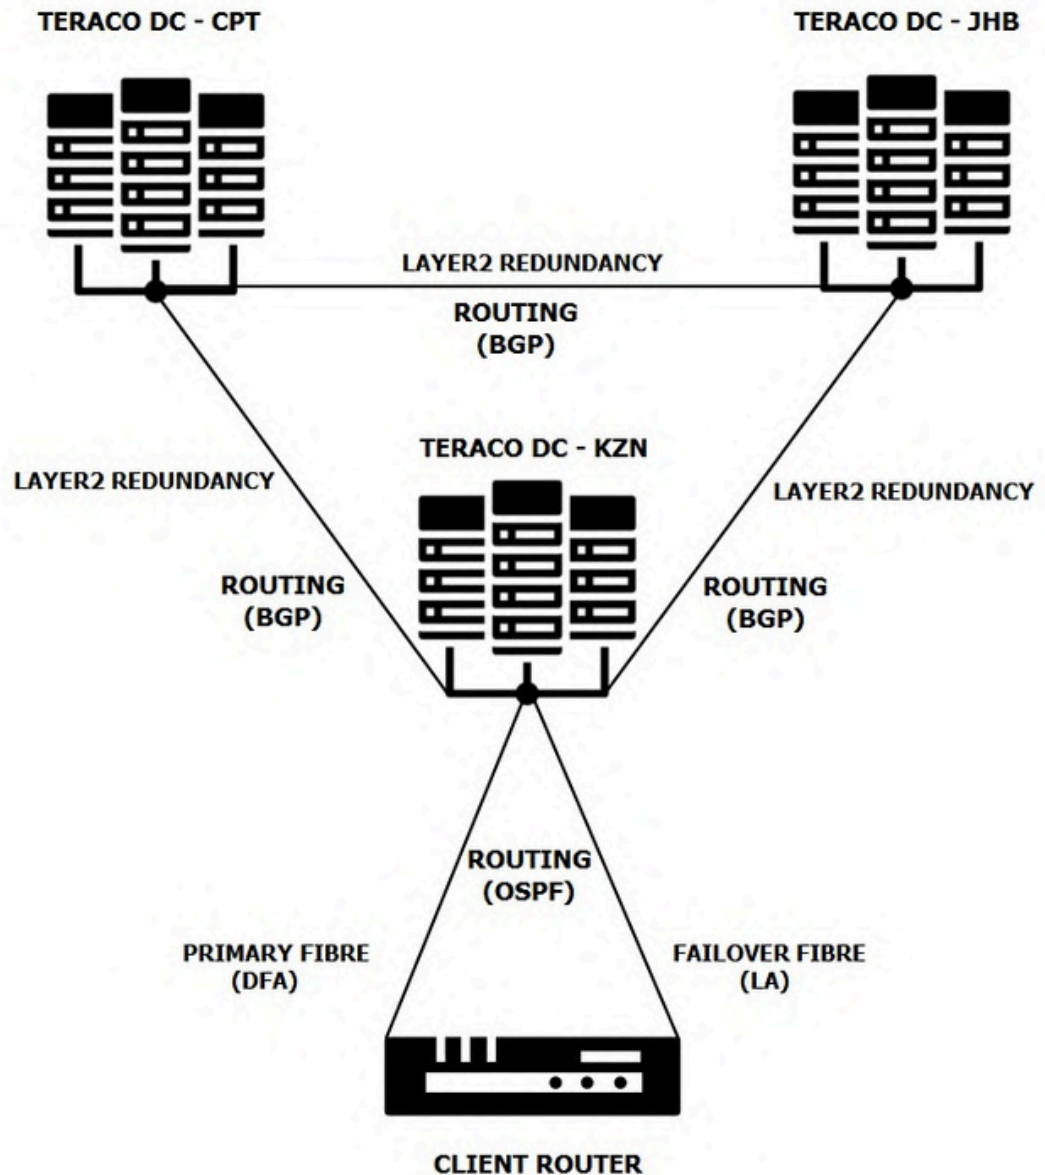 TERACO DC - CPT
TERACO DC - JHB
LAYER2 REDUNDANCY
ROUTING
(BGP)
TERACO DC - KZN
LAYER2 REDUNDANCY
LAYER2 REDUNDANCY
ROUTING
(BGP)
ROUTING
(BGP)
ROUTING
(OSPF)
PRIMARY FIBRE
(DFA)
FAILOVER FIBRE
(LA)
CLIENT ROUTER